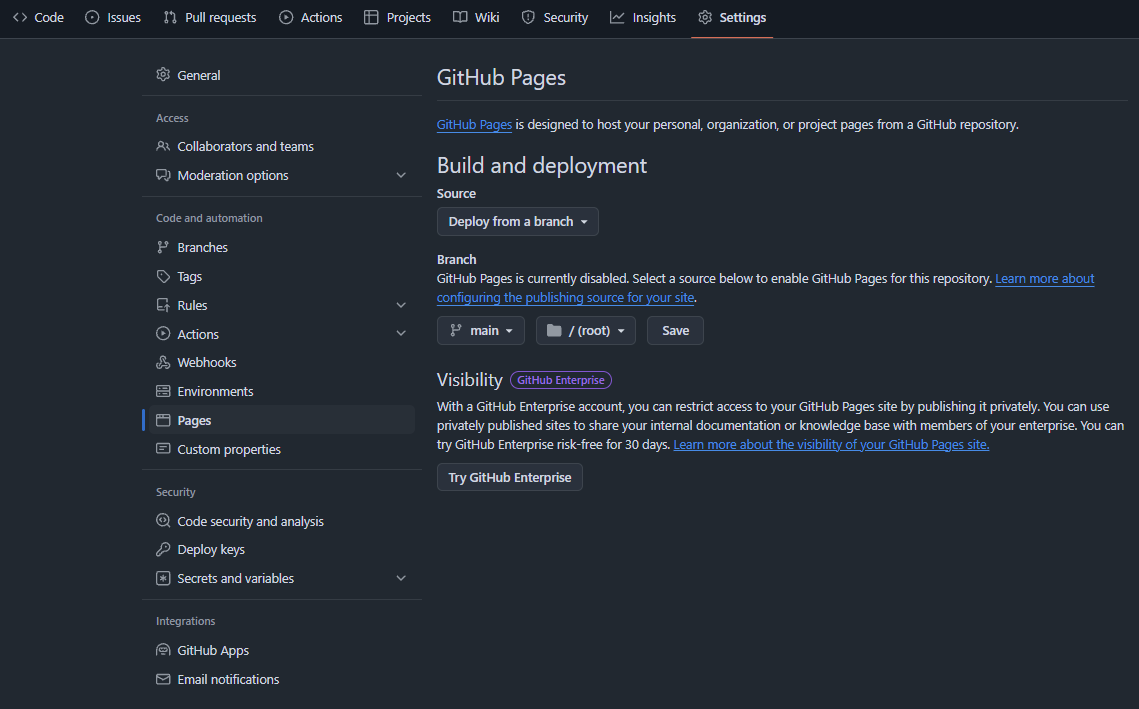 Code Issues Pull requests Actions Projects Wiki Security Insights Settings
General
Access
Collaborators and teams
Moderation options
Code and automation
Branches
Tags
Rules
Actions
Webhooks
Environments
Pages
Custom properties
Security
Code security and analysis
Deploy keys
Secrets and variables
Integrations
GitHub Apps
Email notifications
GitHub Pages
GitHub Pages is designed to host your personal, organization, or project pages from a GitHub repository.
Build and deployment
Source
Deploy from a branch
Branch
GitHub Pages is currently disabled. Select a source below to enable GitHub Pages for this repository. Learn more about
configuring the publishing source for your site.
main / (root) Save
Visibility GitHub Enterprise
With a GitHub Enterprise account, you can restrict access to your GitHub Pages site by publishing it privately. You can use
privately published sites to share your internal documentation or knowledge base with members of your enterprise. You can
try GitHub Enterprise risk-free for 30 days. Learn more about the visibility of your GitHub Pages site.
Try GitHub Enterprise